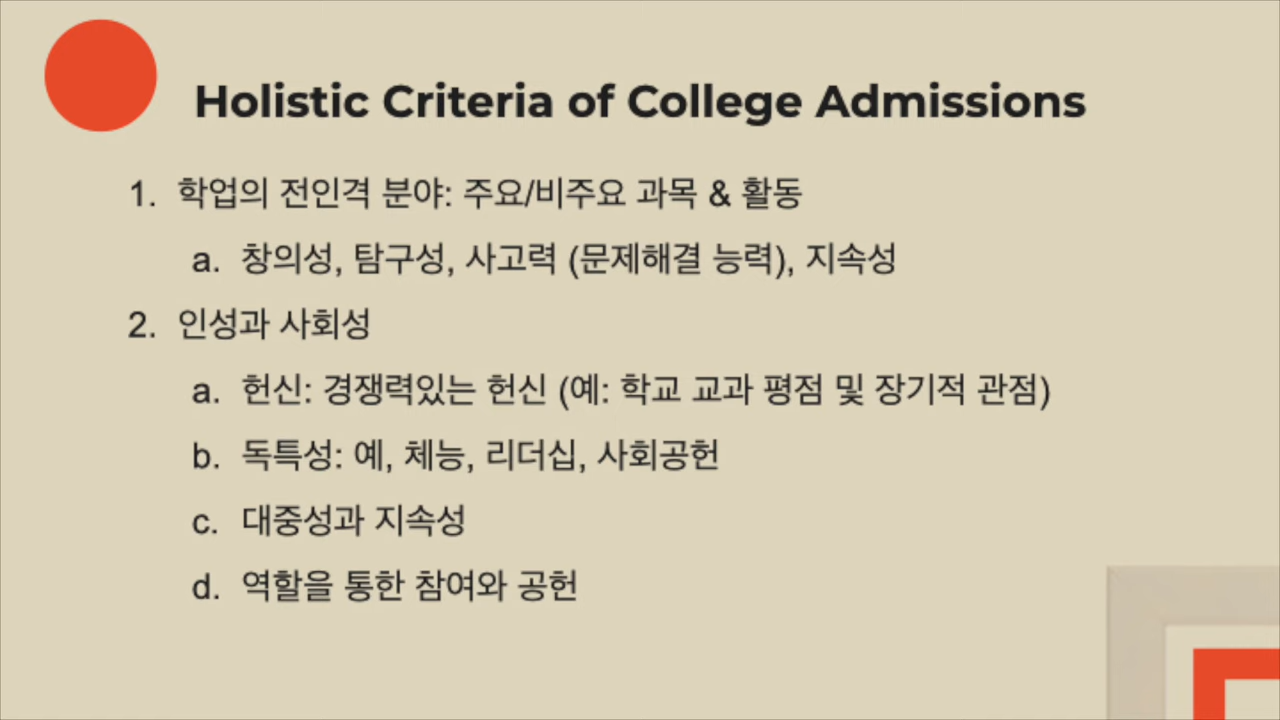 Holistic Criteria of College Admissions
1. 학업의 전인격 분야: 주요/비주요 과목 & 활동
a. 창의성, 탐구성, 사고력 (문제해결 능력), 지속성
2. 인성과 사회성
a. 헌신: 경쟁력있는 헌신 (예: 학교 교과 평점 및 장기적 관점)
b. 독특성: 예, 체능, 리더십, 사회공헌
c. 대중성과 지속성
d. 역할을 통한 참여와 공헌